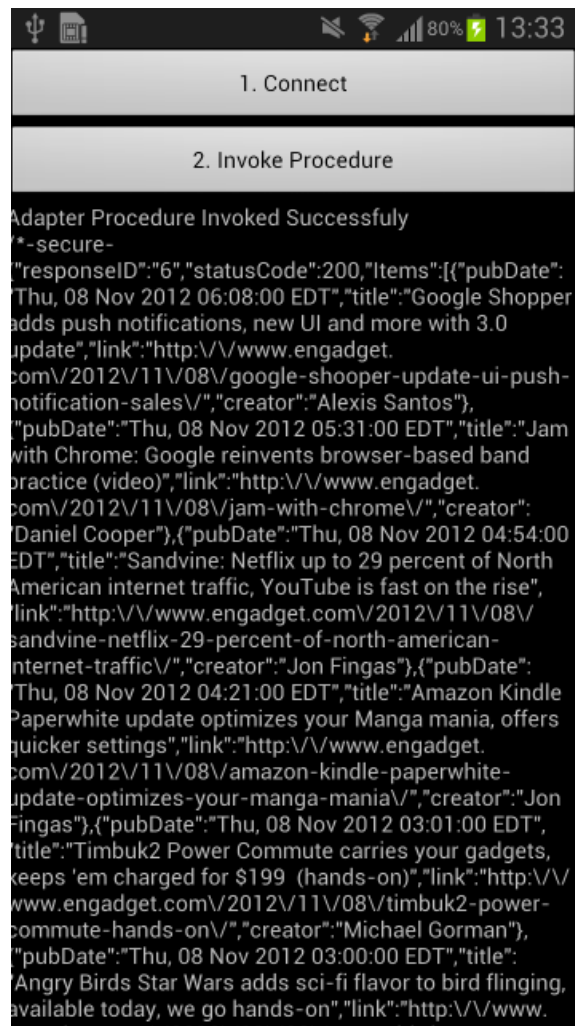 80% 13:33
1. Connect
2. Invoke Procedure
Adapter Procedure Invoked Successfuly
/*-secure-
{"responseID":"6","statusCode":200,"Items":[{"pubDate":
"Thu, 08 Nov 2012 06:08:00 EDT","title":"Google Shopper
adds push notifications, new UI and more with 3.0
update","link":"http:\/\/www.engadget.
com\/2012\/11\/08\/google-shooper-update-ui-push-
notification-sales\/","creator":"Alexis Santos"},
{"pubDate":"Thu, 08 Nov 2012 05:31:00 EDT","title":"Jam
with Chrome: Google reinvents browser-based band
practice (video)","link":"http:\/\/www.engadget.
com\/2012\/11\/08\/jam-with-chrome\/","creator":
"Daniel Cooper"},{"pubDate":"Thu, 08 Nov 2012 04:54:00
EDT","title":"Sandvine: Netflix up to 29 percent of North
American internet traffic, YouTube is fast on the rise",
"link":"http:\/\/www.engadget.com\/2012\/11\/08\/
sandvine-netflix-29-percent-of-north-american-
internet-traffic\/","creator":"Jon Fingas"},{"pubDate":
"Thu, 08 Nov 2012 04:21:00 EDT","title":"Amazon Kindle
Paperwhite update optimizes your Manga mania, offers
quicker settings","link":"http:\/\/www.engadget.
com\/2012\/11\/08\/amazon-kindle-paperwhite-
update-optimizes-your-manga-mania\/","creator":"Jon
Fingas"},{"pubDate":"Thu, 08 Nov 2012 03:01:00 EDT",
"title":"Timbuk2 Power Commute carries your gadgets,
keeps 'em charged for $199  (hands-on)","link":"http:\/\/
www.engadget.com\/2012\/11\/08\/timbuk2-power-
commute-hands-on\/","creator":"Michael Gorman"},
{"pubDate":"Thu, 08 Nov 2012 03:00:00 EDT","title":
"Angry Birds Star Wars adds sci-fi flavor to bird flinging,
available today, we go hands-on","link":"http:\/\/www.